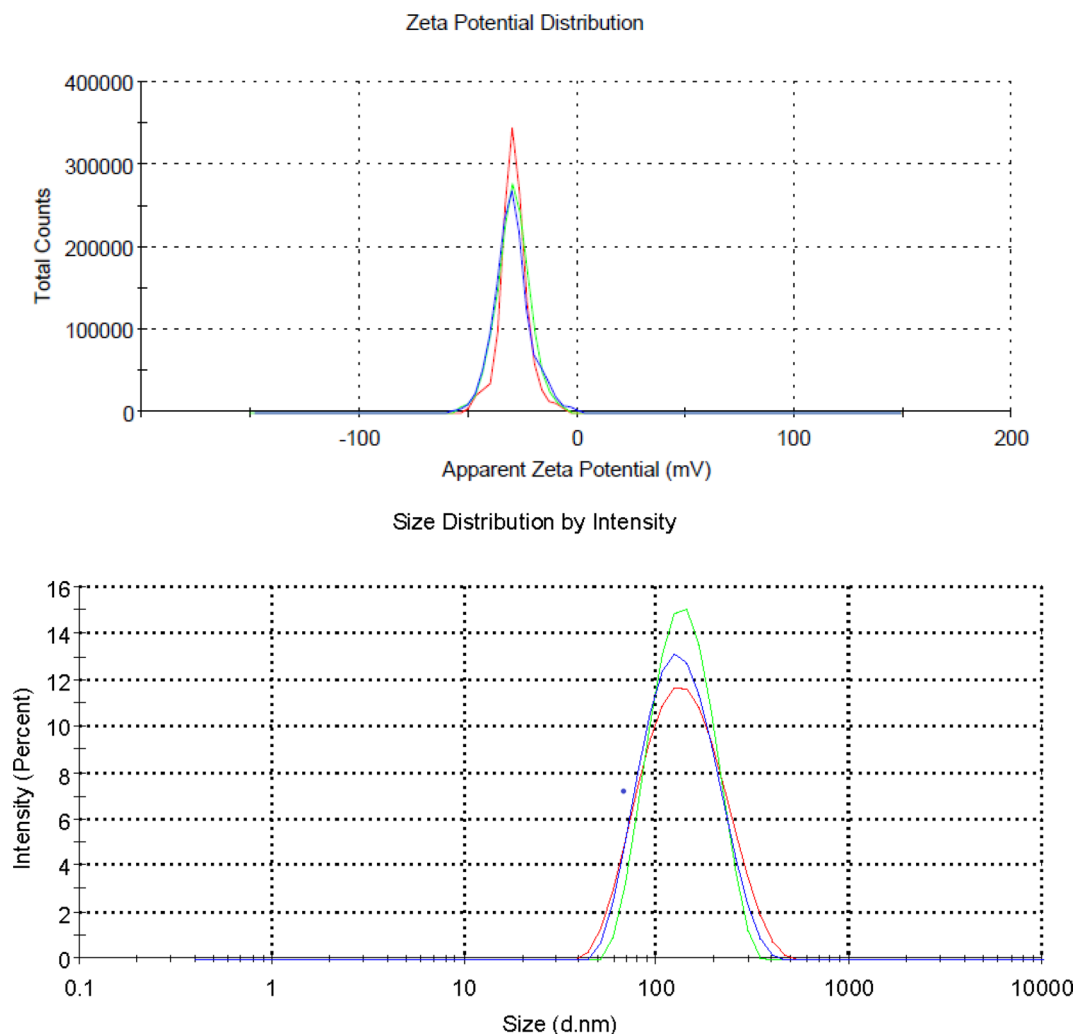 Zeta Potential Distribution
400000
300000
200000
100000
0
Total Counts
-100 0 100 200
Apparent Zeta Potential (mV)
Size Distribution by Intensity
16
14
12
10
8
6
4
2
0
Intensity (Percent)
0.1 1 10 100 1000 10000
Size (d.nm)